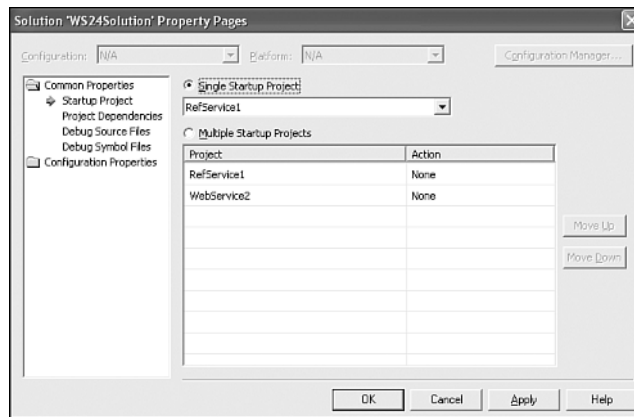 Solution 'WS24Solution' Property Pages
Configuration: N/A Platform: N/A Configuration Manager...
Common Properties
Startup Project
Project Dependencies
Debug Source Files
Debug Symbol Files
Configuration Properties
Single Startup Project
RefService1
Multiple Startup Projects
Project Action
RefService1 None
WebService2 None
Move Up
Move Down
OK Cancel Apply Help